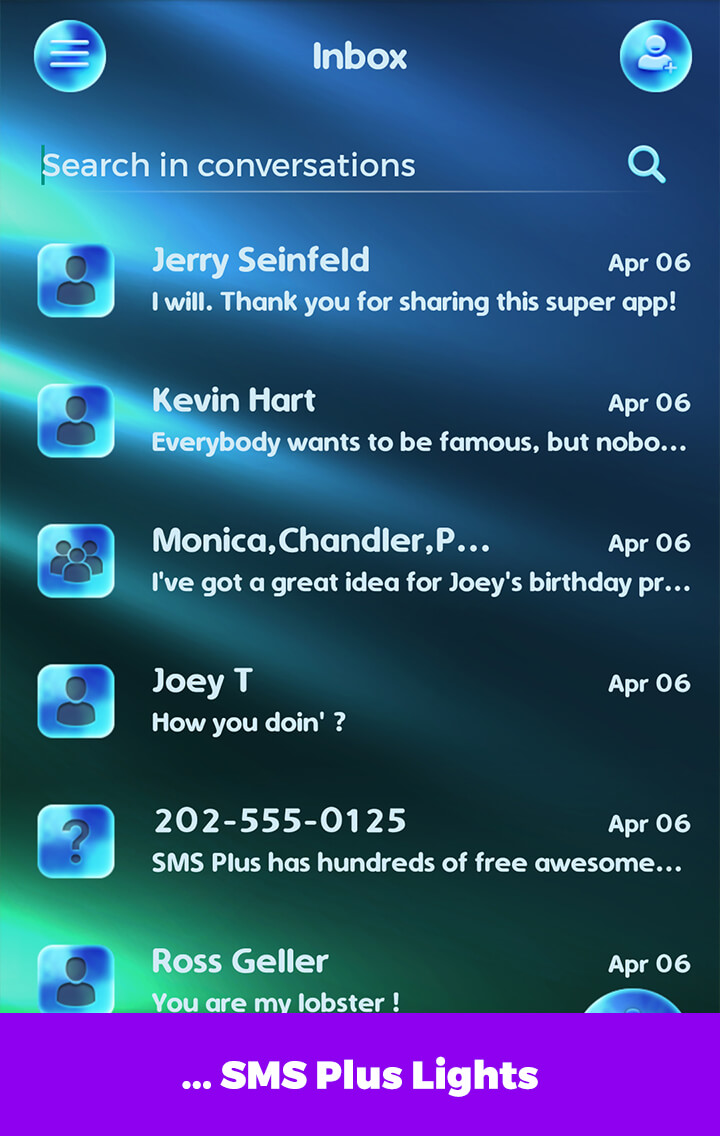 Inbox
Search in conversations
Jerry Seinfeld Apr 06
I will. Thank you for sharing this super app!
Kevin Hart Apr 06
Everybody wants to be famous, but nobo...
Monica,Chandler,P... Apr 06
I've got a great idea for Joey's birthday pr...
Joey T Apr 06
How you doin' ?
202-555-0125 Apr 06
SMS Plus has hundreds of free awesome...
Ross Geller Apr 06
You are my lobster !
... SMS Plus Lights